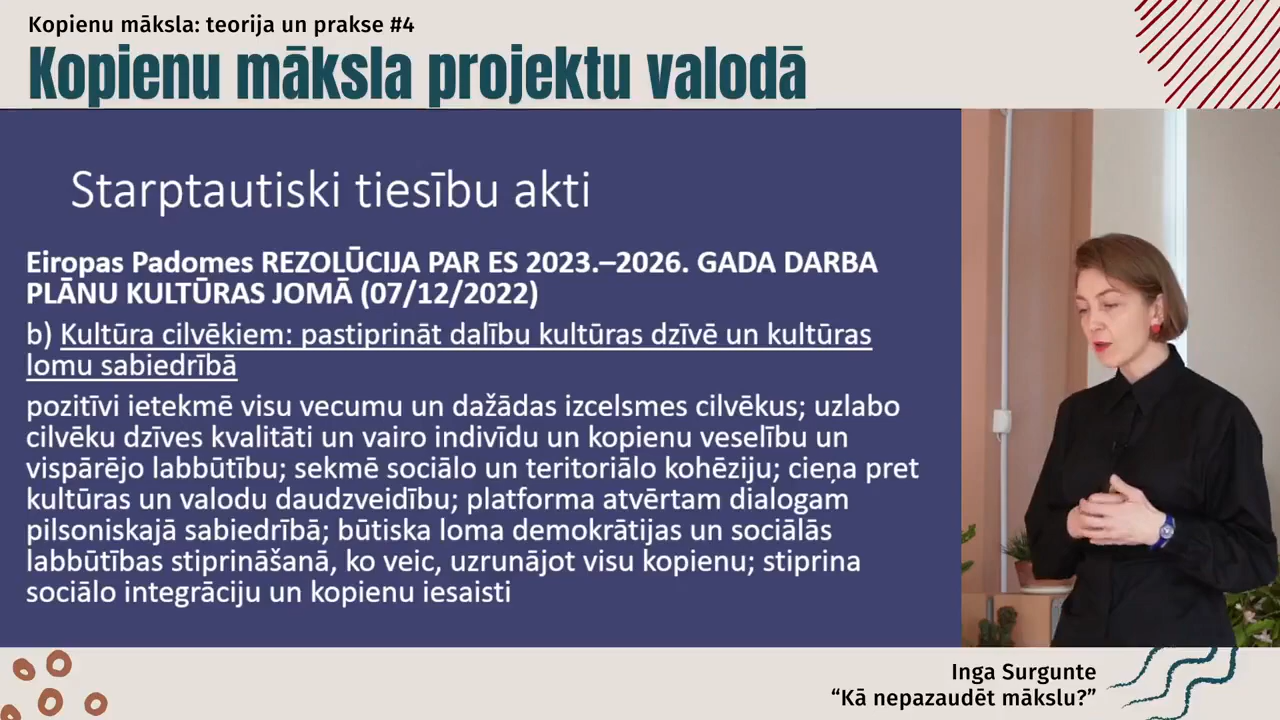 Kopienu māksla: teorija un prakse #4
Kopienu māksla projektu valodā
Starptautiski tiesību akti
Eiropas Padomes REZOLŪCIJA PAR ES 2023.–2026. GADA DARBA
PLĀNU KULTŪRAS JOMĀ (07/12/2022)
b) Kultūra cilvēkiem: pastiprināt dalību kultūras dzīvē un kultūras
lomu sabiedrībā
pozitīvi ietekmē visu vecumu un dažādas izcelsmes cilvēkus; uzlabo
cilvēku dzīves kvalitāti un vairo indivīdu un kopienu veselību un
vispārējo labbūtību; sekmē sociālo un teritoriālo kohēziju; cieņa pret
kultūras un valodu daudzveidību; platforma atvērtam dialogam
pilsoniskajā sabiedrībā; būtiska loma demokrātijas un sociālās
labbūtības stiprināšanā, ko veic, uzrunājot visu kopienu; stiprina
sociālo integrāciju un kopienu iesaisti
Inga Surgunte
“Kā nepazaudēt mākslu?”